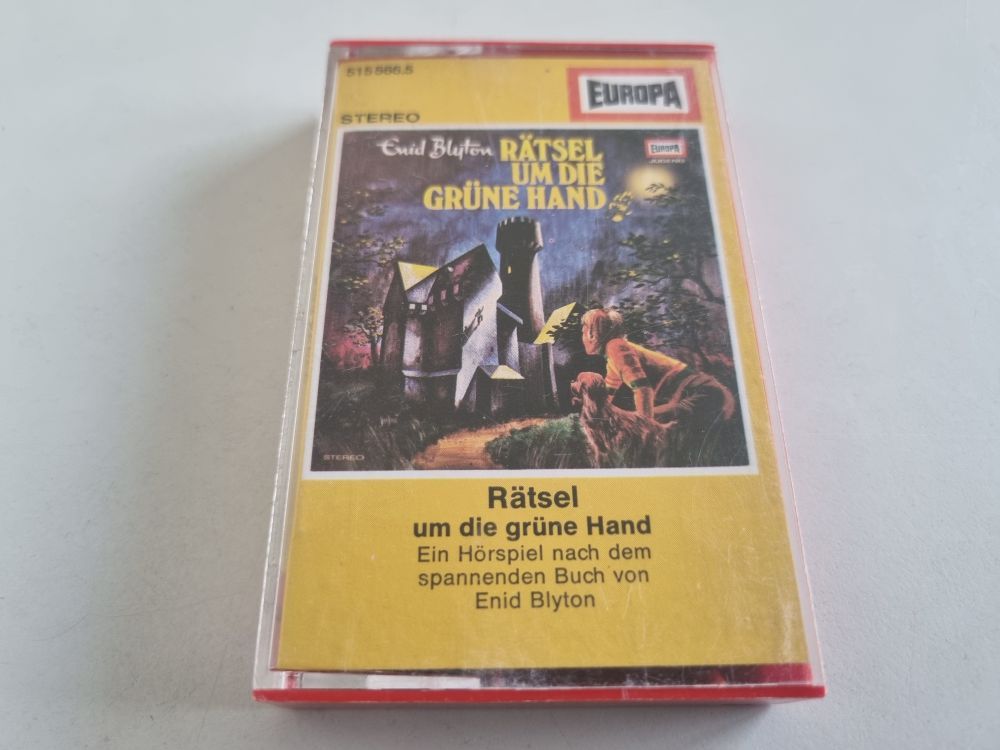 515 566.5
EUROPA
STEREO
Enid Blyton RÄTSEL
UM DIE
GRÜNE HAND
EUROPA
STEREO
Rätsel
um die grüne Hand
Ein Hörspiel nach dem
spannenden Buch von
Enid Blyton